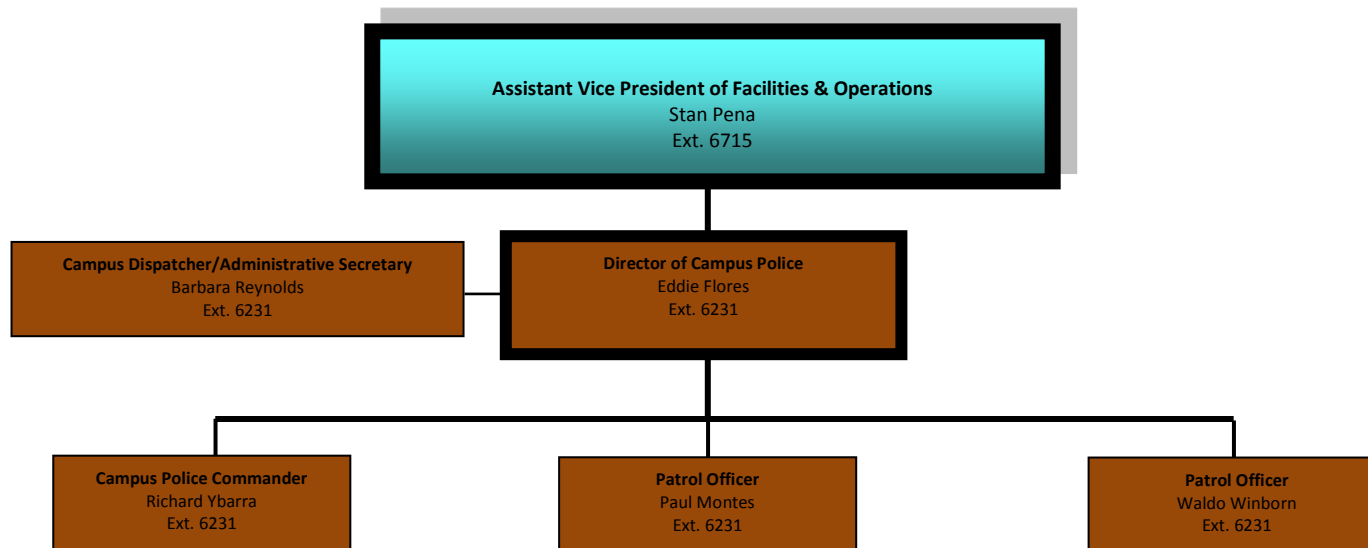 Assistant Vice President of Facilities & Operations
Stan Pena
Ext. 6715
Campus Dispatcher/Administrative Secretary
Barbara Reynolds
Ext. 6231
Director of Campus Police
Eddie Flores
Ext. 6231
Campus Police Commander
Richard Ybarra
Ext. 6231
Patrol Officer
Paul Montes
Ext. 6231
Patrol Officer
Waldo Winborn
Ext. 6231